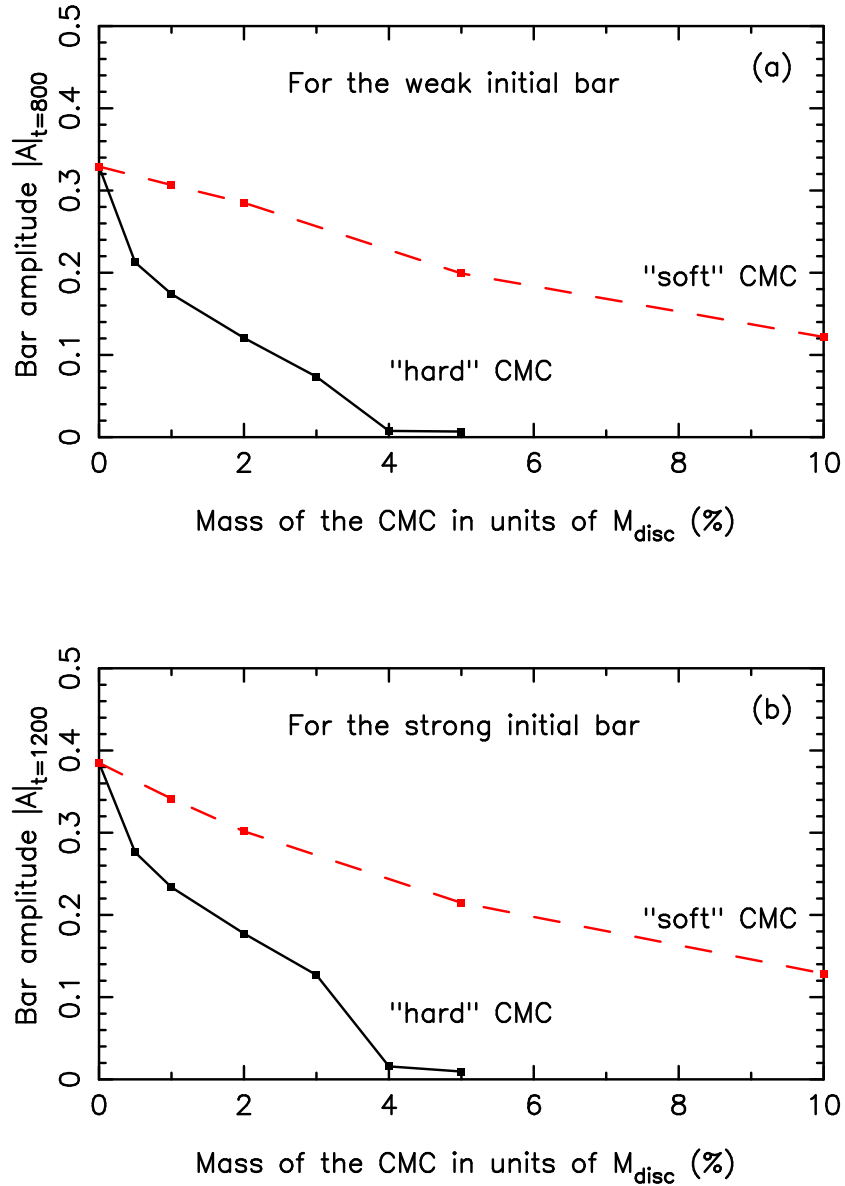 0.5
(a)
For the weak initial bar
0.4
0.3
0.2
0.1
0
Bar amplitude |A|t=800
"soft" CMC
"hard" CMC
0 2 4 6 8 10
Mass of the CMC in units of Mdisc (%)
0.5
(b)
For the strong initial bar
0.4
0.3
0.2
0.1
0
Bar amplitude |A|t=1200
"soft" CMC
"hard" CMC
0 2 4 6 8 10
Mass of the CMC in units of Mdisc (%)